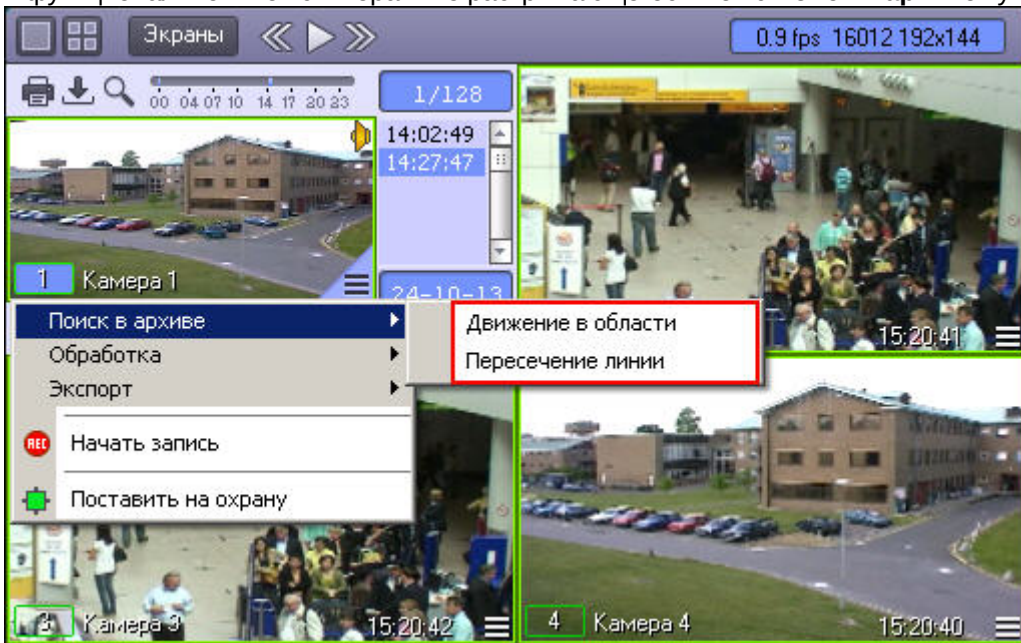 Экраны
0.9 fps 16012 192x144
00 04 07 10 14 17 20 23
1/128
14:02:49
14:27:47
1 Камера 1
24-10-13
Поиск в архиве
Движение в области
Обработка
Пересечение линии
Экспорт
REC Начать запись
Поставить на охрану
15:20:41
3 Камера 3
15:20:42
4 Камера 4
15:20:40